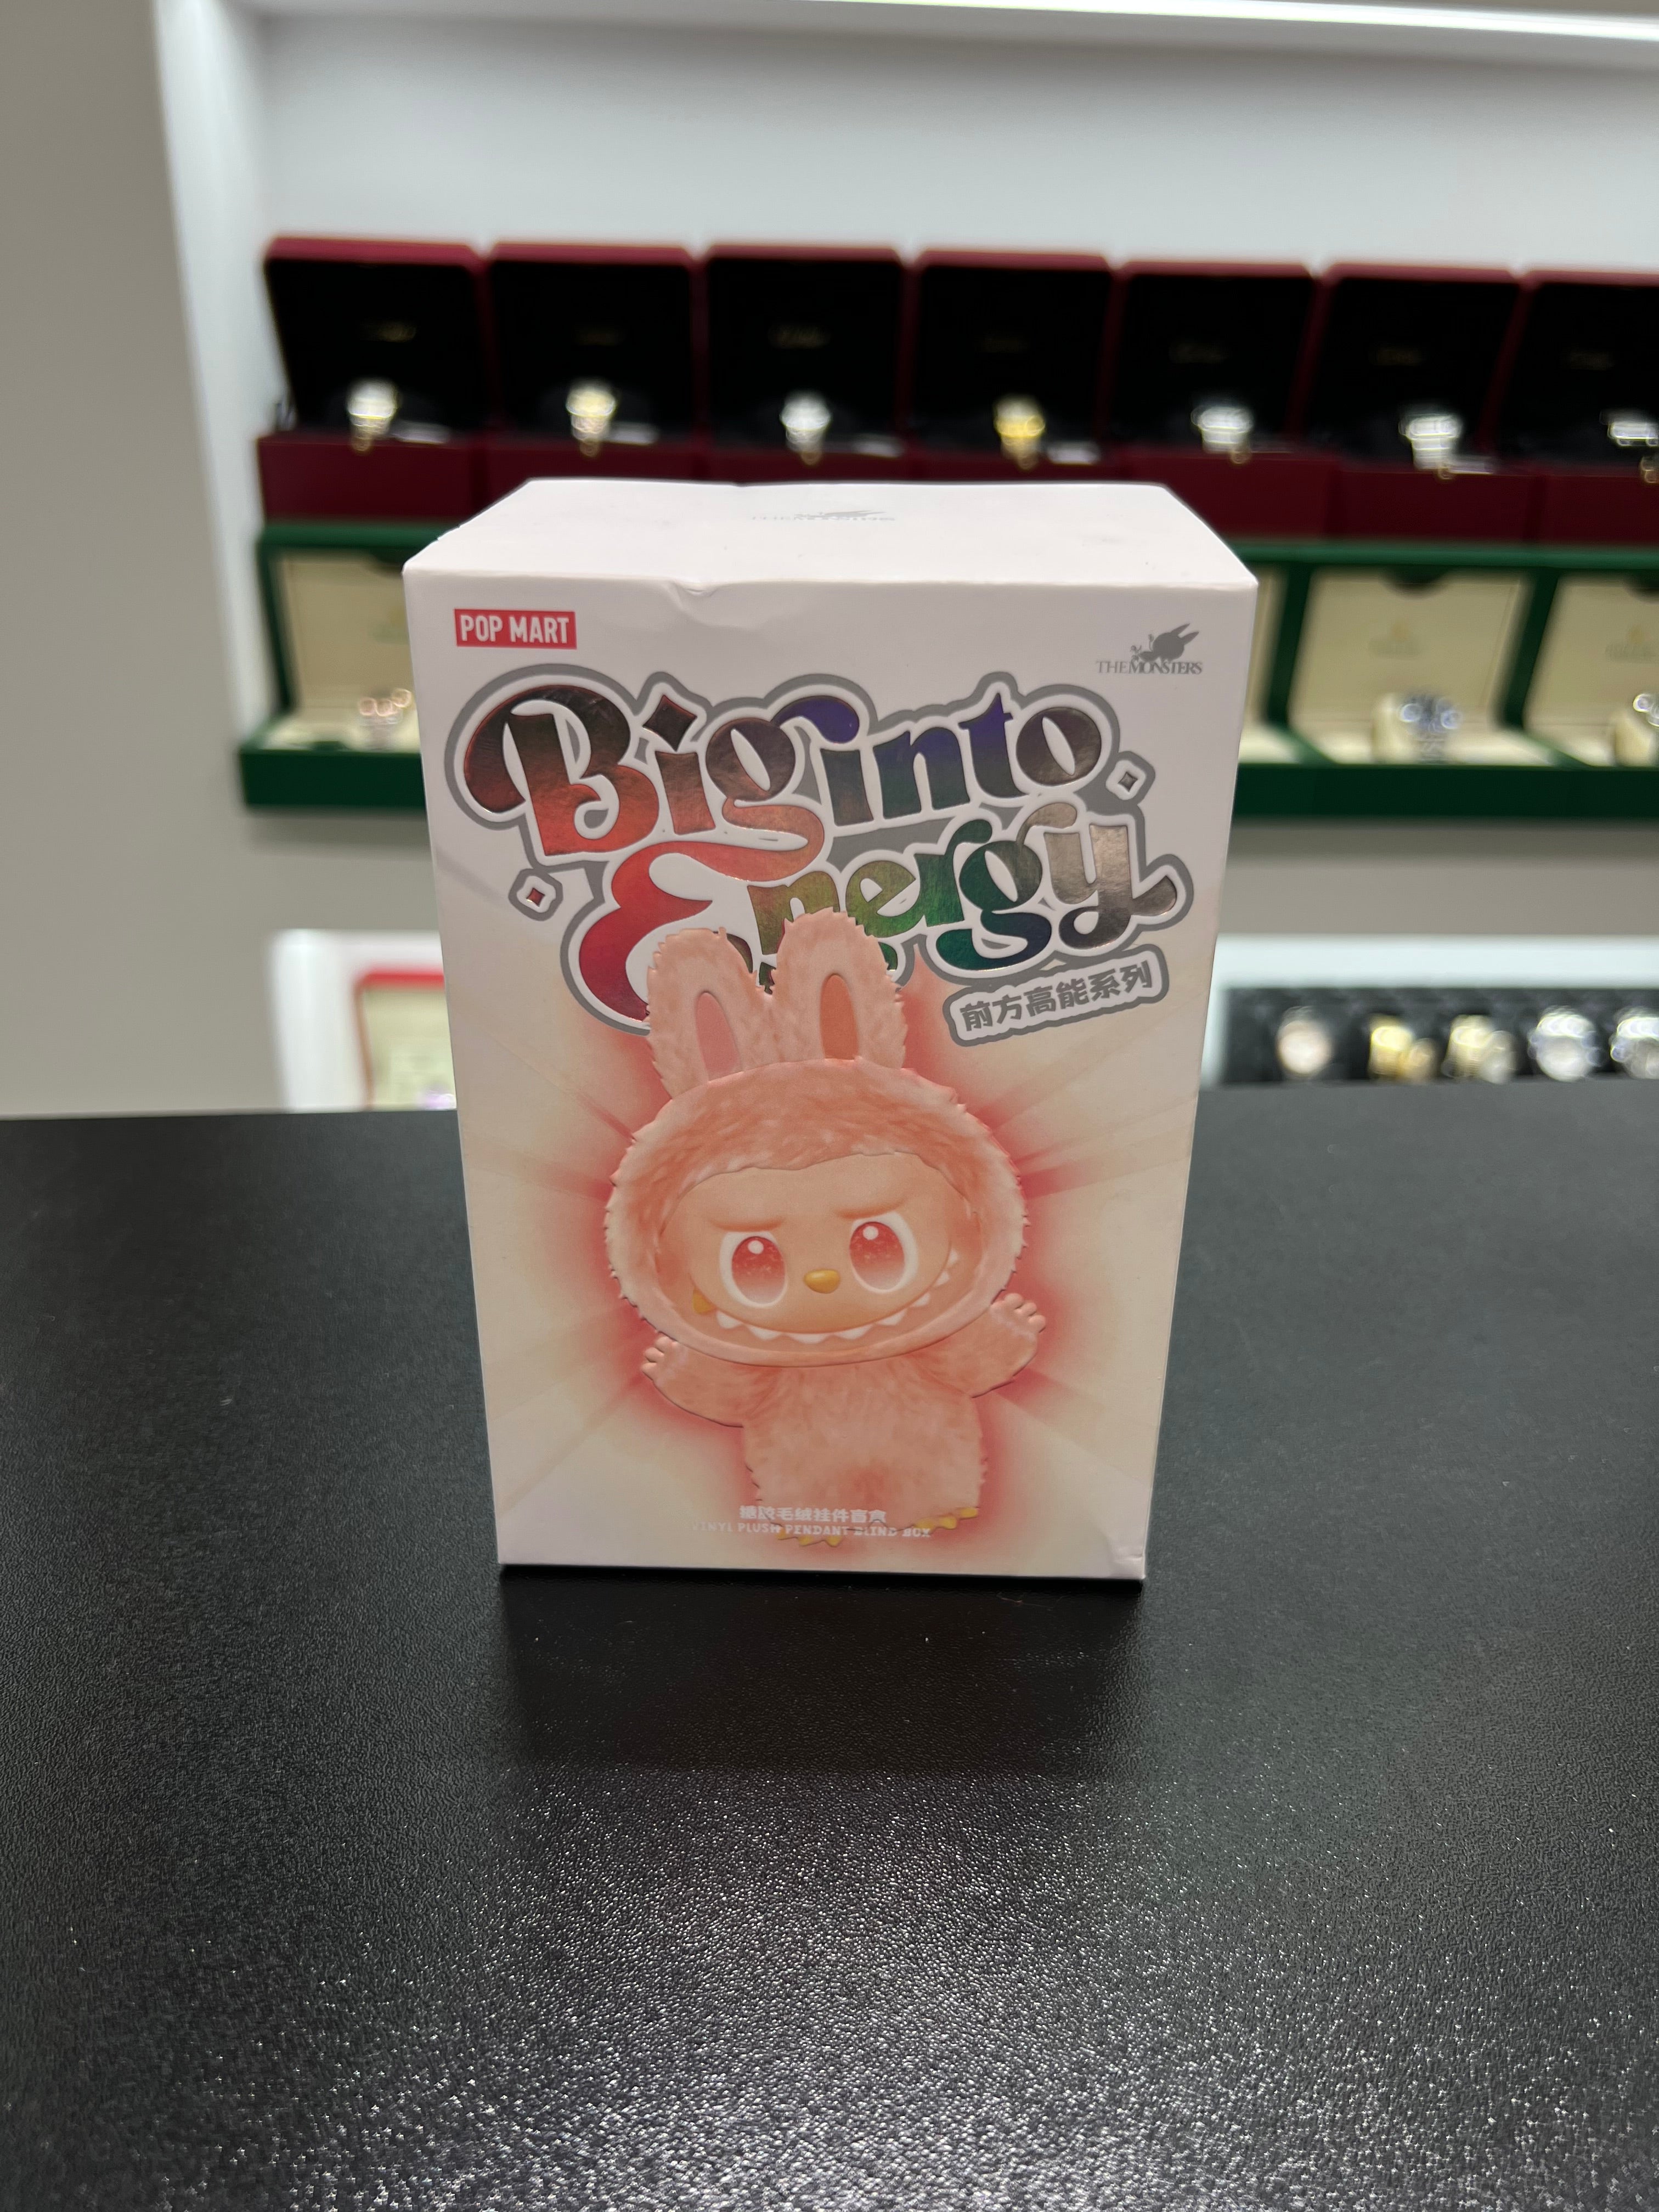 POP MART
THE MONSTERS
Big into
Energy
前方高能系列
搪胶毛绒挂件盲盒
VINYL PLUSH PENDANT BLIND BOX